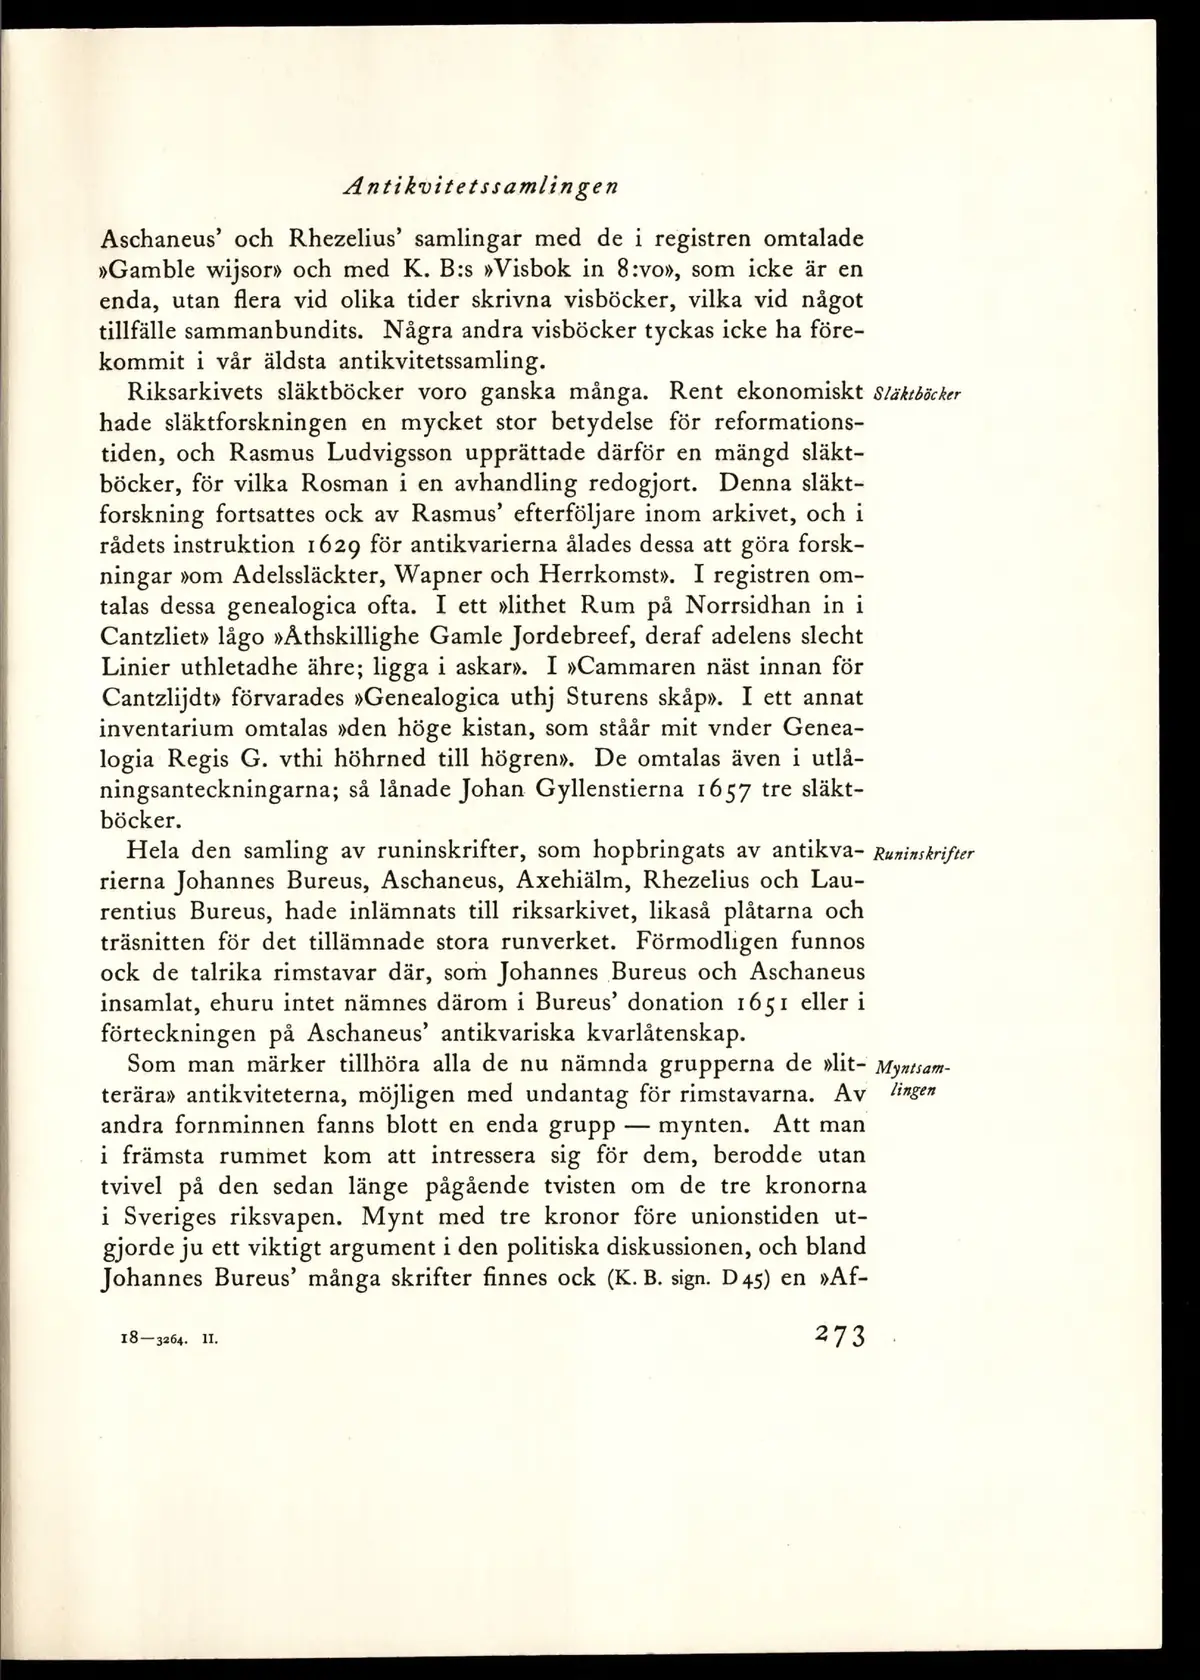 Antikvitetssamlingen
Aschaneus’ och Rhezelius’ samlingar med de i registren omtalade
»Gamble wijsor» och med K. B:s »Visbok in 8:vo», som icke är en
enda, utan flera vid olika tider skrivna visböcker, vilka vid något
tillfälle sammanbundits. Några andra visböcker tyckas icke ha före-
kommit i vår äldsta antikvitetssamling.
Riksarkivets släktböcker voro ganska många. Rent ekonomiskt Släktböcker
hade släktforskningen en mycket stor betydelse för reformations-
tiden, och Rasmus Ludvigsson upprättade därför en mängd släkt-
böcker, för vilka Rosman i en avhandling redogjort. Denna släkt-
forskning fortsattes ock av Rasmus’ efterföljare inom arkivet, och i
rådets instruktion 1629 för antikvarierna ålades dessa att göra forsk-
ningar »om Adelssläckter, Wapner och Herrkomst». I registren om-
talas dessa genealogica ofta. I ett »lithet Rum på Norrsidhan in i
Cantzliet» lågo »Åthskillighe Gamle Jordebreef, deraf adelens slecht
Linier uthletadhe ähre; ligga i askar». I »Cammaren näst innan för
Cantzlijdt» förvarades »Genealogica uthj Sturens skåp». I ett annat
inventarium omtalas »den höge kistan, som ståår mit vnder Genea-
logia Regis G. vthi höhrned till högren». De omtalas även i utlå-
ningsanteckningarna; så lånade Johan Gyllenstierna 1657 tre släkt-
böcker.
Hela den samling av runinskrifter, som hopbringats av antikva- Runinskrifter
rierna Johannes Bureus, Aschaneus, Axehiälm, Rhezelius och Lau-
rentius Bureus, hade inlämnats till riksarkivet, likaså plåtarna och
träsnitten för det tillämnade stora runverket. Förmodligen funnos
ock de talrika rimstavar där, som Johannes Bureus och Aschaneus
insamlat, ehuru intet nämnes därom i Bureus’ donation 1651 eller i
förteckningen på Aschaneus’ antikvariska kvarlåtenskap.
Som man märker tillhöra alla de nu nämnda grupperna de »lit- Myntsam-
terära» antikviteterna, möjligen med undantag för rimstavarna. Av lingen
andra fornminnen fanns blott en enda grupp — mynten. Att man
i främsta rummet kom att intressera sig för dem, berodde utan
tvivel på den sedan länge pågående tvisten om de tre kronorna
i Sveriges riksvapen. Mynt med tre kronor före unionstiden ut-
gjorde ju ett viktigt argument i den politiska diskussionen, och bland
Johannes Bureus’ många skrifter finnes ock (K. B. sign. D 45) en »Af-
18—3264. II.
273